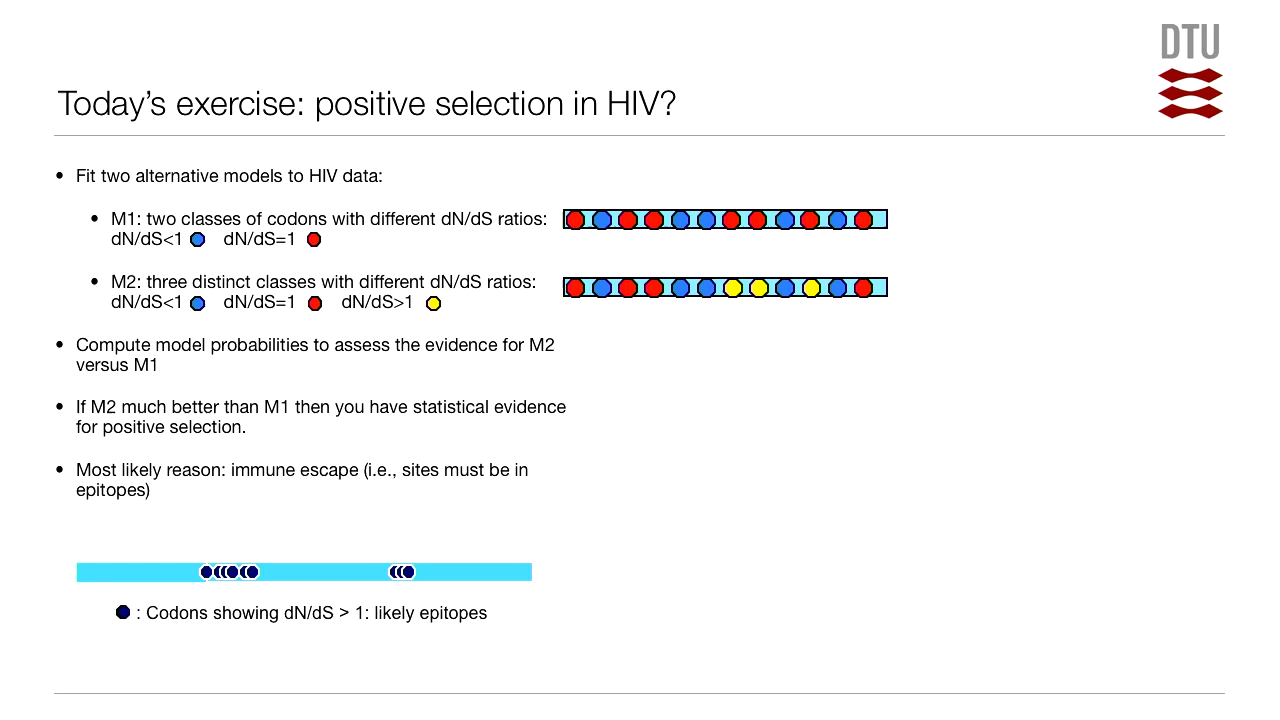 DTU
Today's exercise: positive selection in HIV?
• Fit two alternative models to HIV data:
• M1: two classes of codons with different dN/dS ratios:
dN/dS<1 dN/dS=1
• M2: three distinct classes with different dN/dS ratios:
dN/dS<1 dN/dS=1 dN/dS>1
• Compute model probabilities to assess the evidence for M2
versus M1
• If M2 much better than M1 then you have statistical evidence
for positive selection.
• Most likely reason: immune escape (i.e., sites must be in
epitopes)
: Codons showing dN/dS > 1: likely epitopes